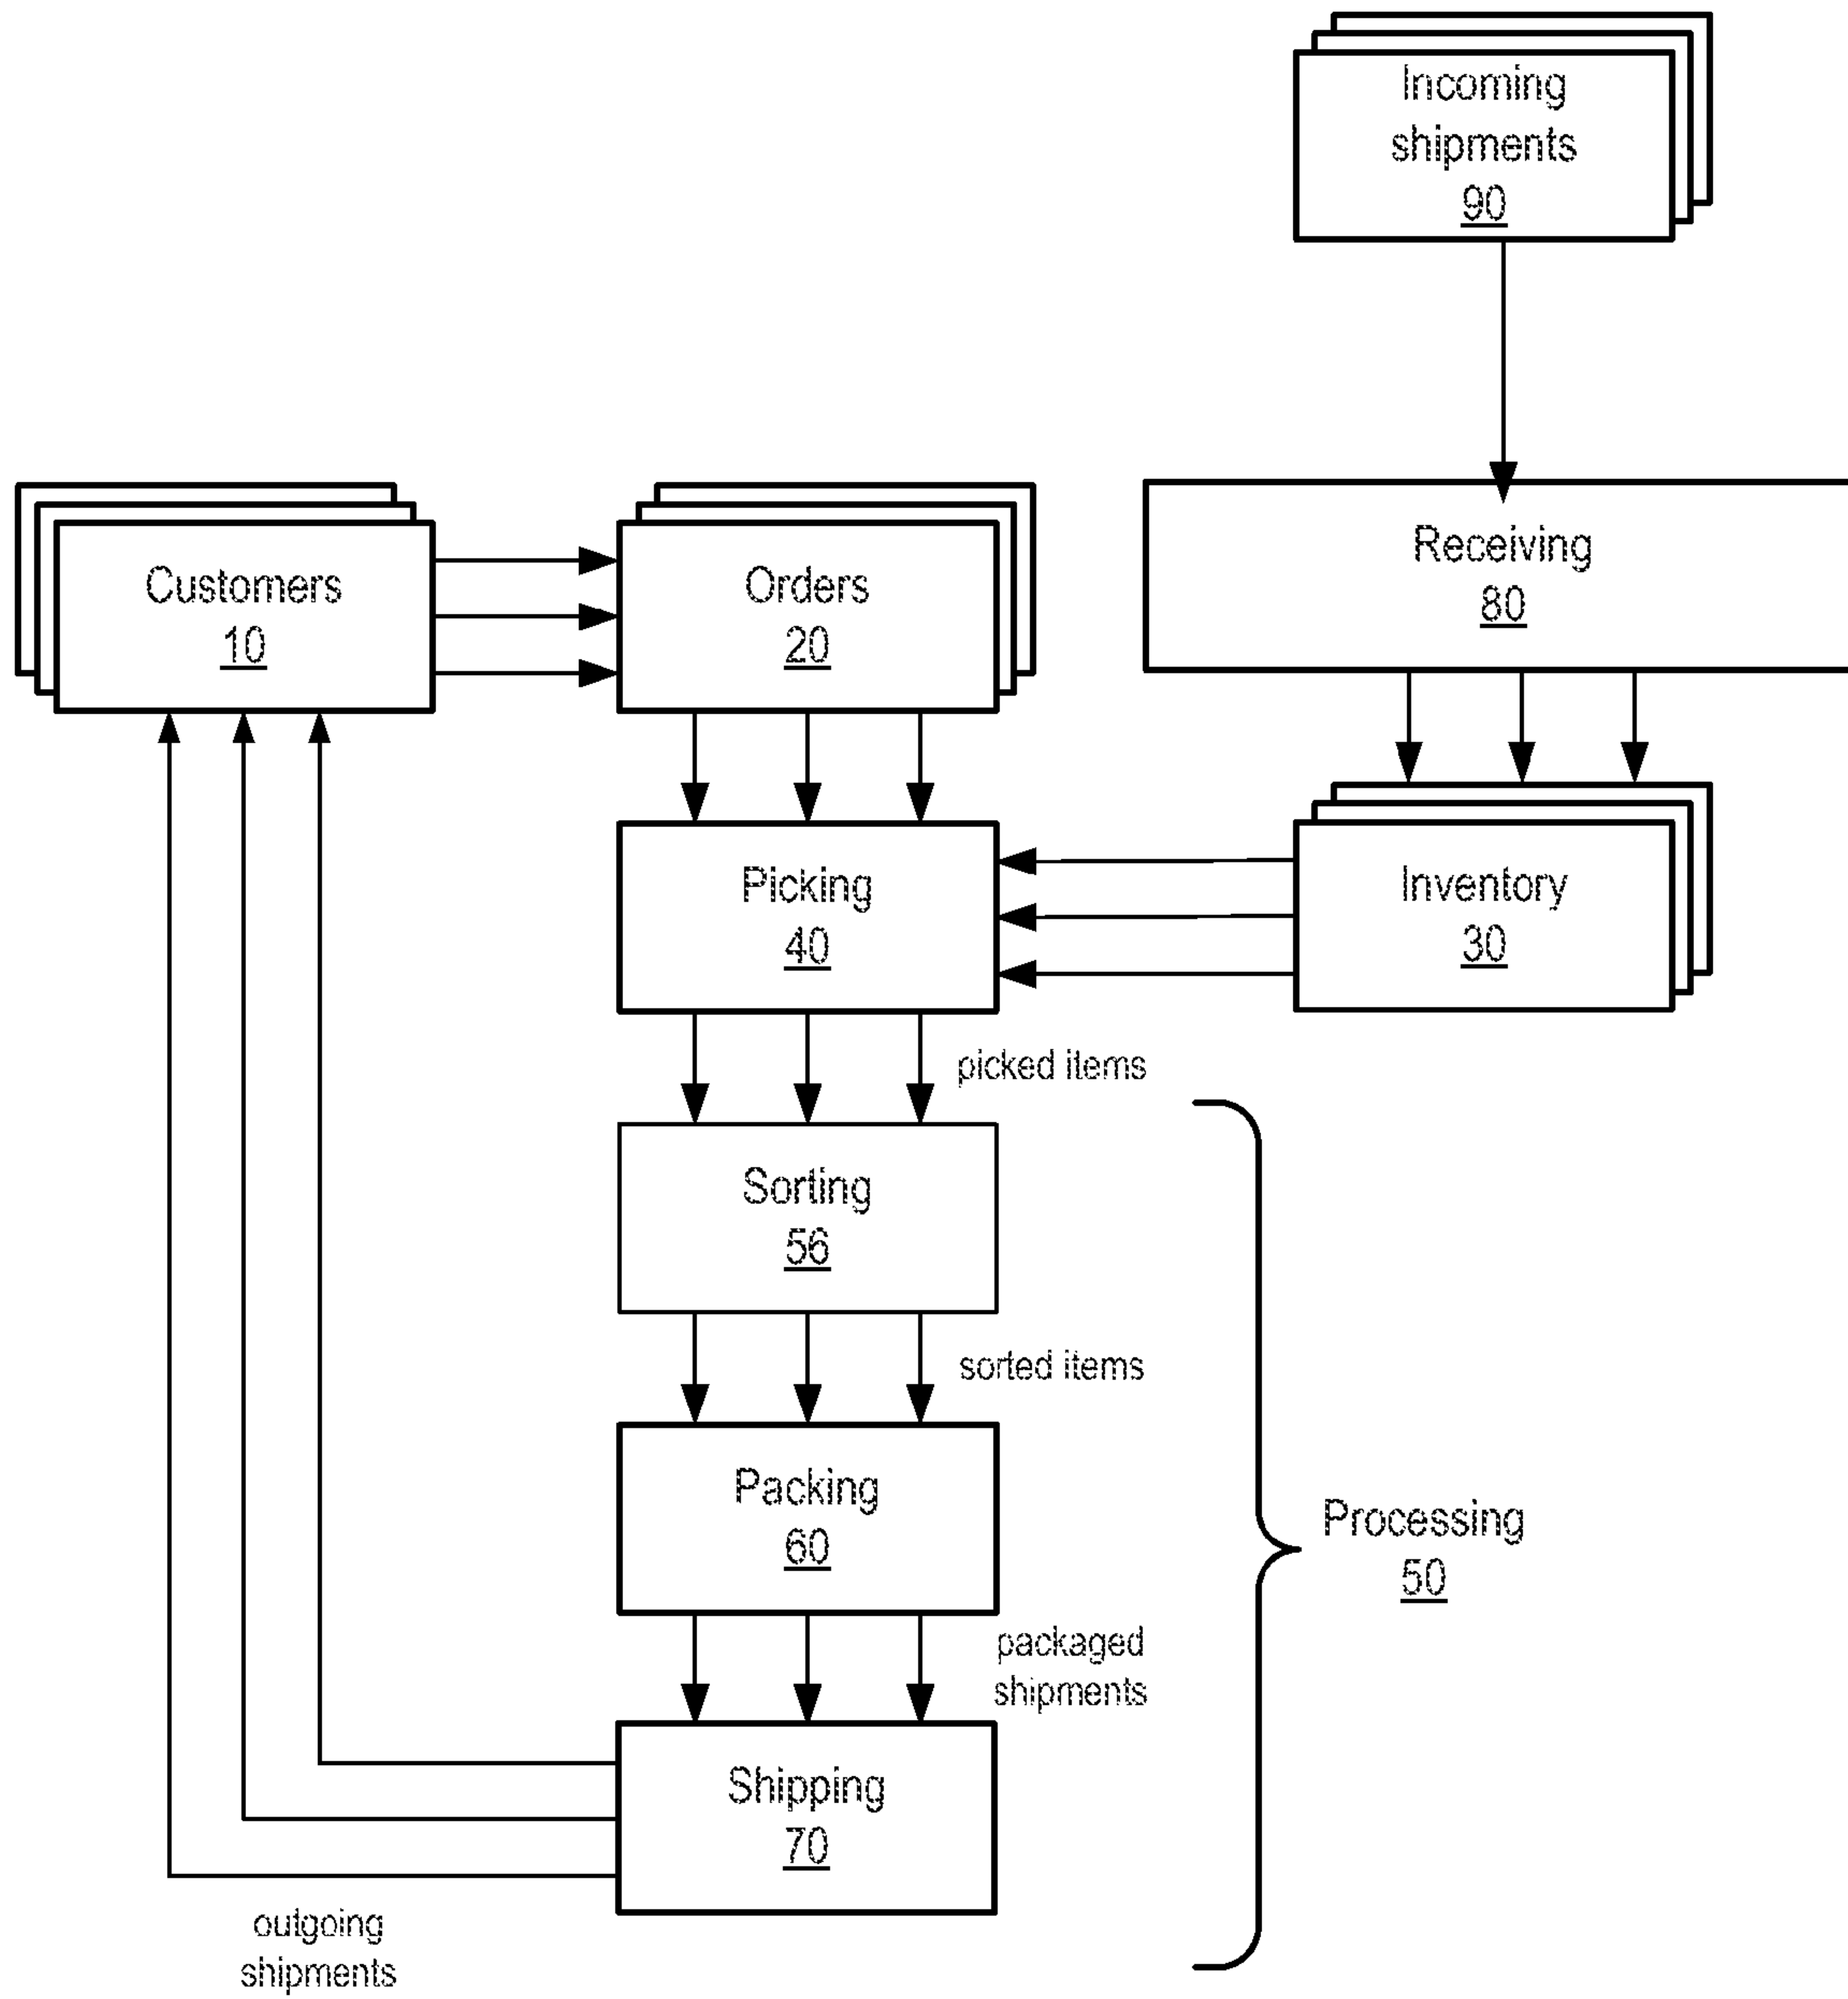 Incoming
shipments
90
Customers
10
Orders
20
Receiving
80
Picking
40
Inventory
30
picked items
Sorting
56
sorted items
Packing
60
Processing
50
packaged
shipments
Shipping
70
outgoing
shipments